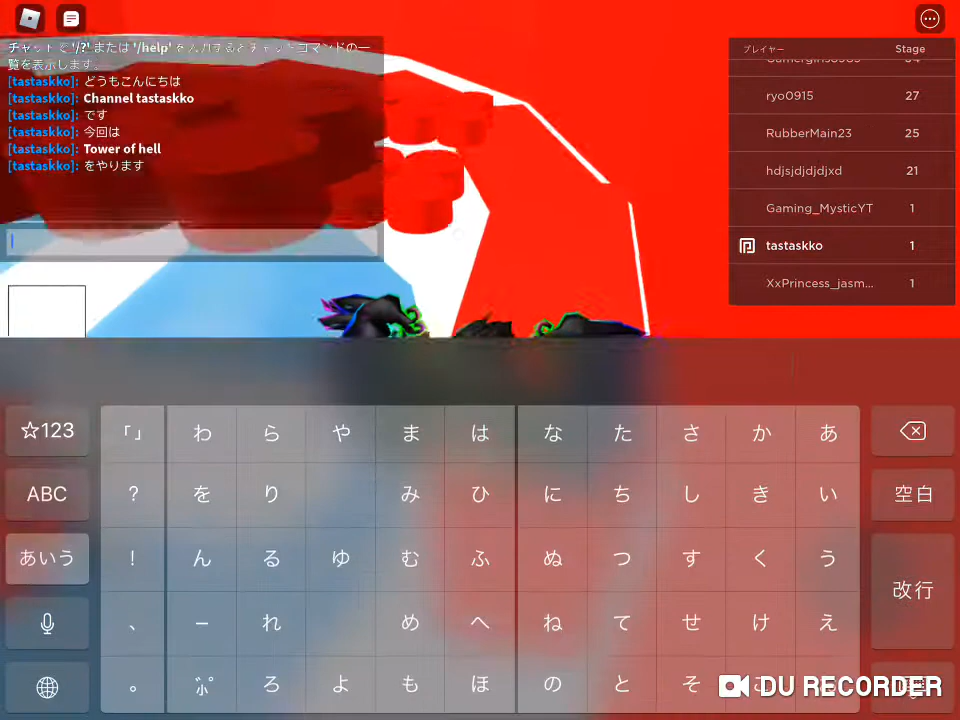 チャットで '/?' または '/help' を入力するとチャットコマンドの一
覧を表示します。
[tastaskko]: どうもこんにちは
[tastaskko]: Channel tastaskko
[tastaskko]: です
[tastaskko]: 今回は
[tastaskko]: Tower of hell
[tastaskko]: をやります
プレイヤー Stage
ryo0915 27
RubberMain23 25
hdjsjdjdjdjxd 21
Gaming_MysticYT 1
tastaskko 1
XxPrincess_jasm... 1
☆123 「」 わ ら や ま は な た さ か あ
ABC ? を り み ひ に ち し き い 空白
あいう ! ん る ゆ む ふ ぬ つ す く う
改行
、 ー れ め へ ね て せ け え
。 ろ よ も ほ の と そ
DU RECORDER